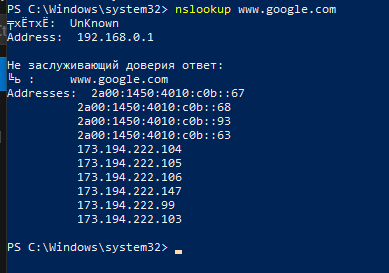 PS C:\Windows\system32> nslookup www.google.com
╤хЁтхЁ:  UnKnown
Address:  192.168.0.1

Не заслуживающий доверия ответ:
╚ь :     www.google.com
Addresses:  2a00:1450:4010:c0b::67
2a00:1450:4010:c0b::68
2a00:1450:4010:c0b::93
2a00:1450:4010:c0b::63
173.194.222.104
173.194.222.105
173.194.222.106
173.194.222.147
173.194.222.99
173.194.222.103

PS C:\Windows\system32>